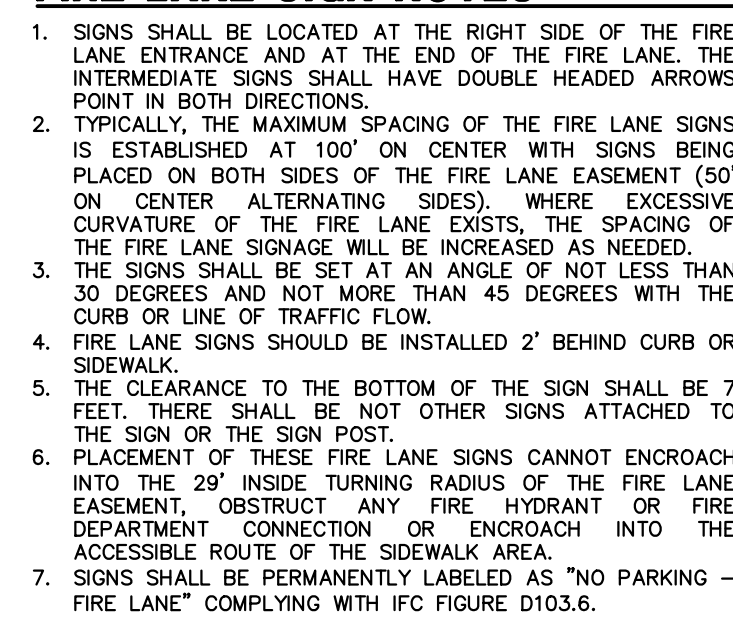 FIRE LANE SIGN NOTES
1. SIGNS SHALL BE LOCATED AT THE RIGHT SIDE OF THE FIRE
LANE ENTRANCE AND AT THE END OF THE FIRE LANE. THE
INTERMEDIATE SIGNS SHALL HAVE DOUBLE HEADED ARROWS
POINT IN BOTH DIRECTIONS.
2. TYPICALLY, THE MAXIMUM SPACING OF THE FIRE LANE SIGNS
IS ESTABLISHED AT 100' ON CENTER WITH SIGNS BEING
PLACED ON BOTH SIDES OF THE FIRE LANE EASEMENT (50'
ON CENTER ALTERNATING SIDES). WHERE EXCESSIVE
CURVATURE OF THE FIRE LANE EXISTS, THE SPACING OF
THE FIRE LANE SIGNAGE WILL BE INCREASED AS NEEDED.
3. THE SIGNS SHALL BE SET AT AN ANGLE OF NOT LESS THAN
30 DEGREES AND NOT MORE THAN 45 DEGREES WITH THE
CURB OR LINE OF TRAFFIC FLOW.
4. FIRE LANE SIGNS SHOULD BE INSTALLED 2' BEHIND CURB OR
SIDEWALK.
5. THE CLEARANCE TO THE BOTTOM OF THE SIGN SHALL BE 7
FEET. THERE SHALL BE NOT OTHER SIGNS ATTACHED TO
THE SIGN OR THE SIGN POST.
6. PLACEMENT OF THESE FIRE LANE SIGNS CANNOT ENCROACH
INTO THE 29' INSIDE TURNING RADIUS OF THE FIRE LANE
EASEMENT, OBSTRUCT ANY FIRE HYDRANT OR FIRE
DEPARTMENT CONNECTION OR ENCROACH INTO THE
ACCESSIBLE ROUTE OF THE SIDEWALK AREA.
7. SIGNS SHALL BE PERMANENTLY LABELED AS "NO PARKING –
FIRE LANE" COMPLYING WITH IFC FIGURE D103.6.